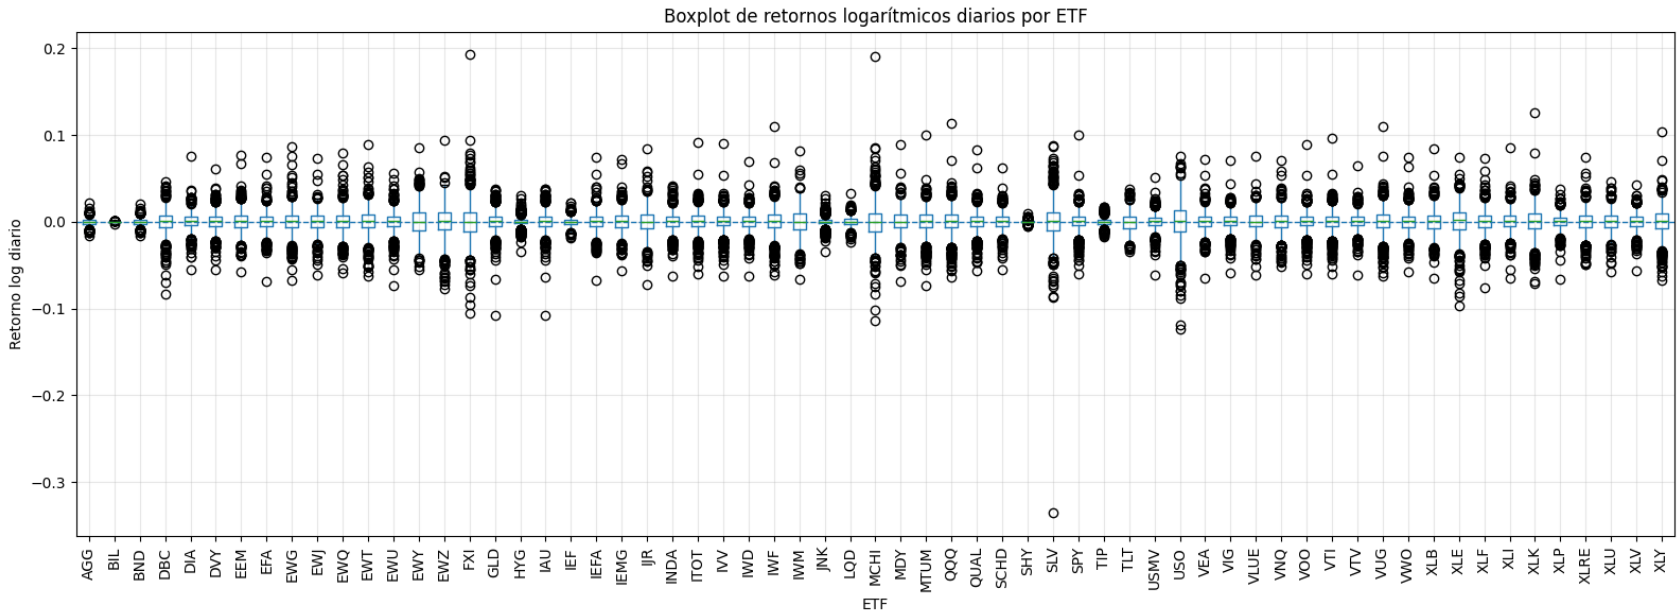 Boxplot de retornos logarítmicos diarios por ETF
Retorno log diario
0.2
0.1
0.0
−0.1
−0.2
−0.3
AGG
BIL
BND
DBC
DIA
DVY
EEM
EFA
EWG
EWJ
EWQ
EWT
EWU
EWY
EWZ
FXI
GLD
HYG
IAU
IEF
IEFA
IEMG
IJR
INDA
ITOT
IVV
IWD
IWF
IWM
JNK
LQD
MCHI
MDY
MTUM
QQQ
QUAL
SCHD
SHY
SLV
SPY
TIP
TLT
USMV
USO
VEA
VIG
VLUE
VNQ
VOO
VTI
VTV
VUG
VWO
XLB
XLE
XLF
XLI
XLK
XLP
XLRE
XLU
XLV
XLY
ETF